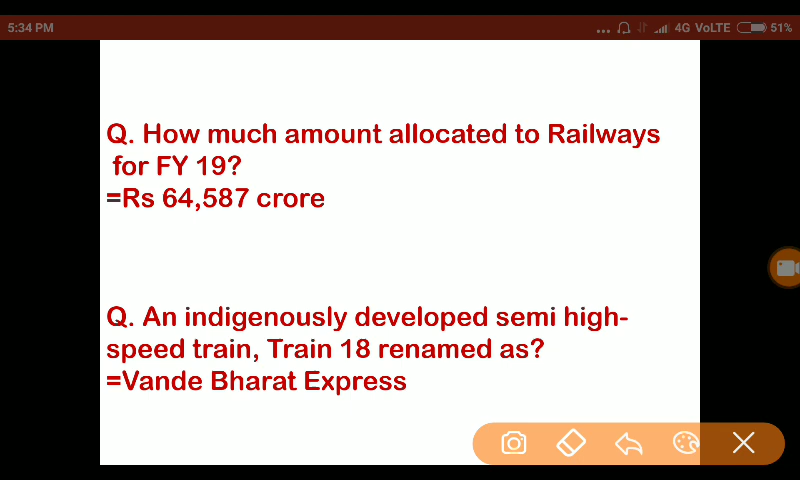 5:34 PM
... 4G VoLTE 51%
Q. How much amount allocated to Railways
for FY 19?
=Rs 64,587 crore
Q. An indigenously developed semi high-
speed train, Train 18 renamed as?
=Vande Bharat Express